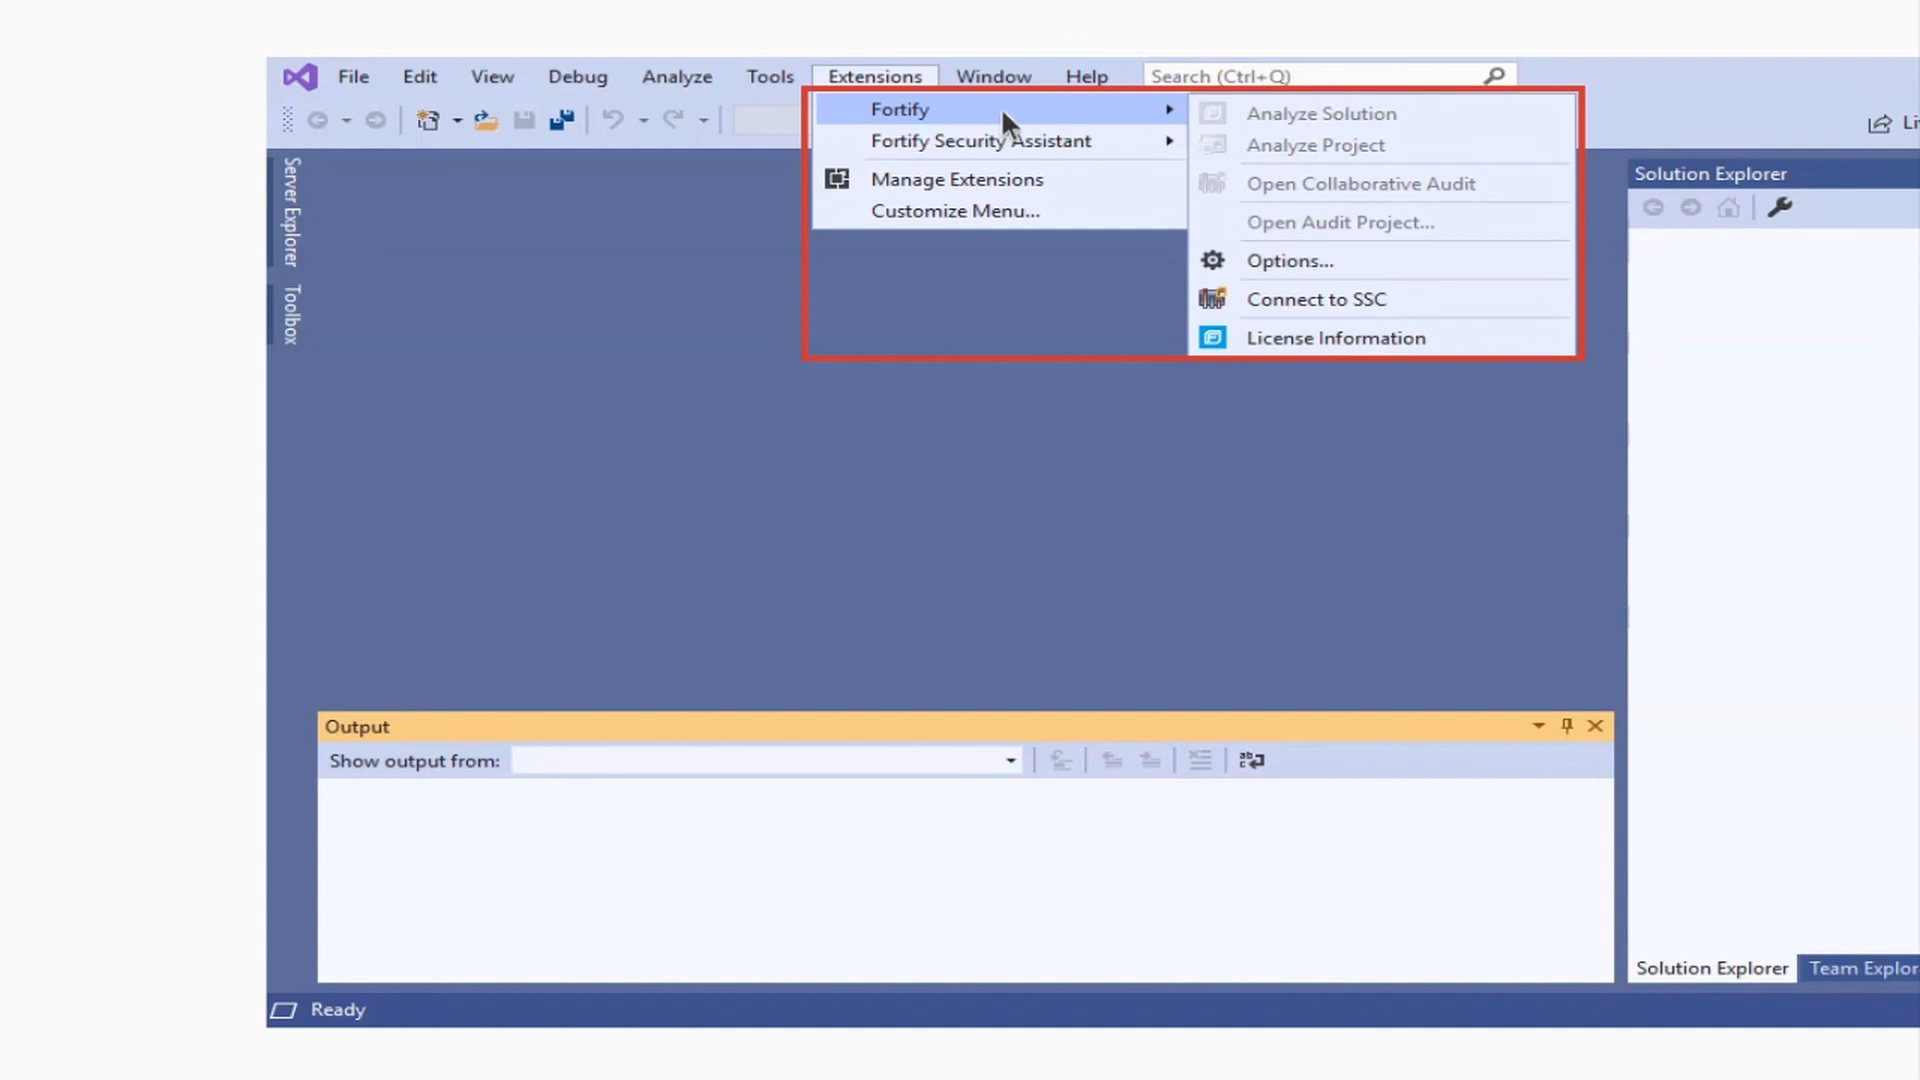 File Edit View Debug Analyze Tools Extensions Window Help Search (Ctrl+Q)
Fortify
Fortify Security Assistant
Manage Extensions
Customize Menu...
Analyze Solution
Analyze Project
Open Collaborative Audit
Open Audit Project...
Options...
Connect to SSC
License Information
Server Explorer
Toolbox
Solution Explorer
Output
Show output from:
Solution Explorer
Team Explor
Ready